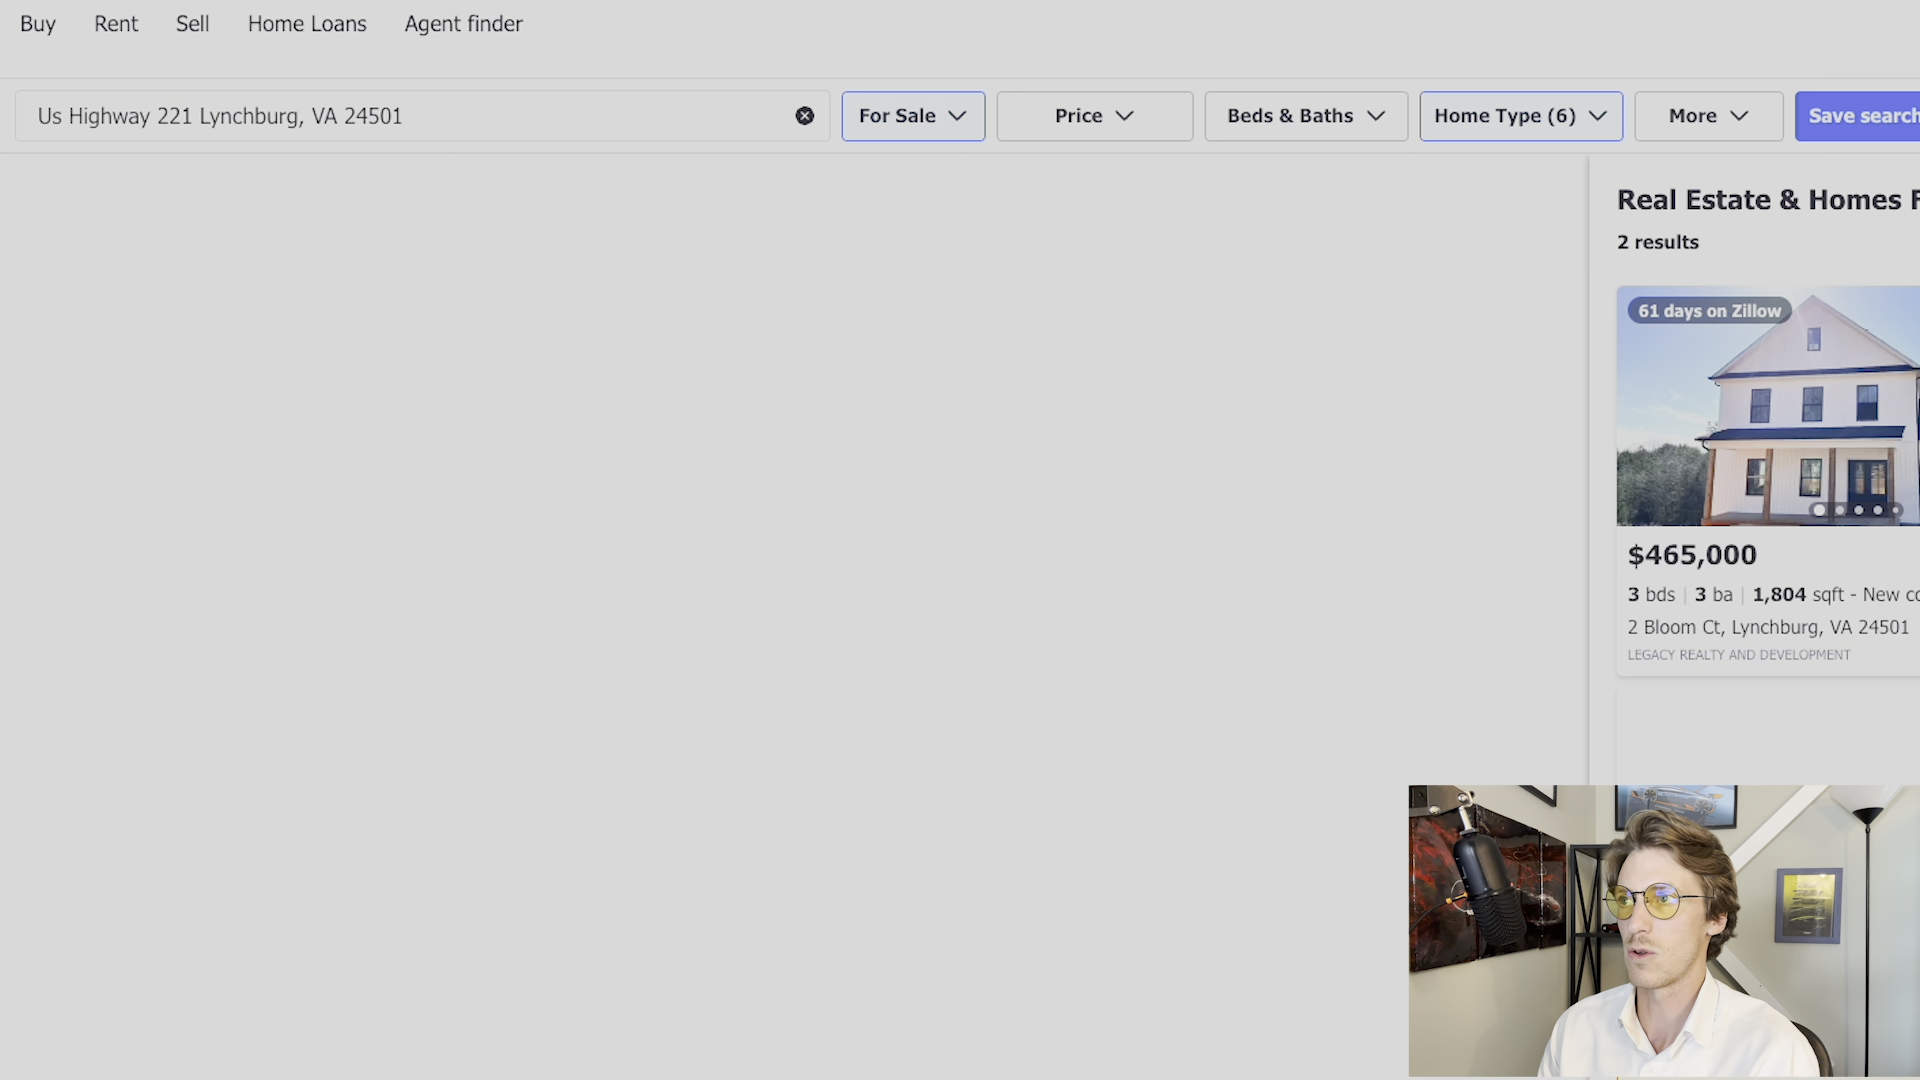 Buy Rent Sell Home Loans Agent finder
Us Highway 221 Lynchburg, VA 24501
For Sale
Price
Beds & Baths
Home Type (6)
More
Save search
Real Estate & Homes F
2 results
61 days on Zillow
$465,000
3 bds | 3 ba | 1,804 sqft - New co
2 Bloom Ct, Lynchburg, VA 24501
LEGACY REALTY AND DEVELOPMENT